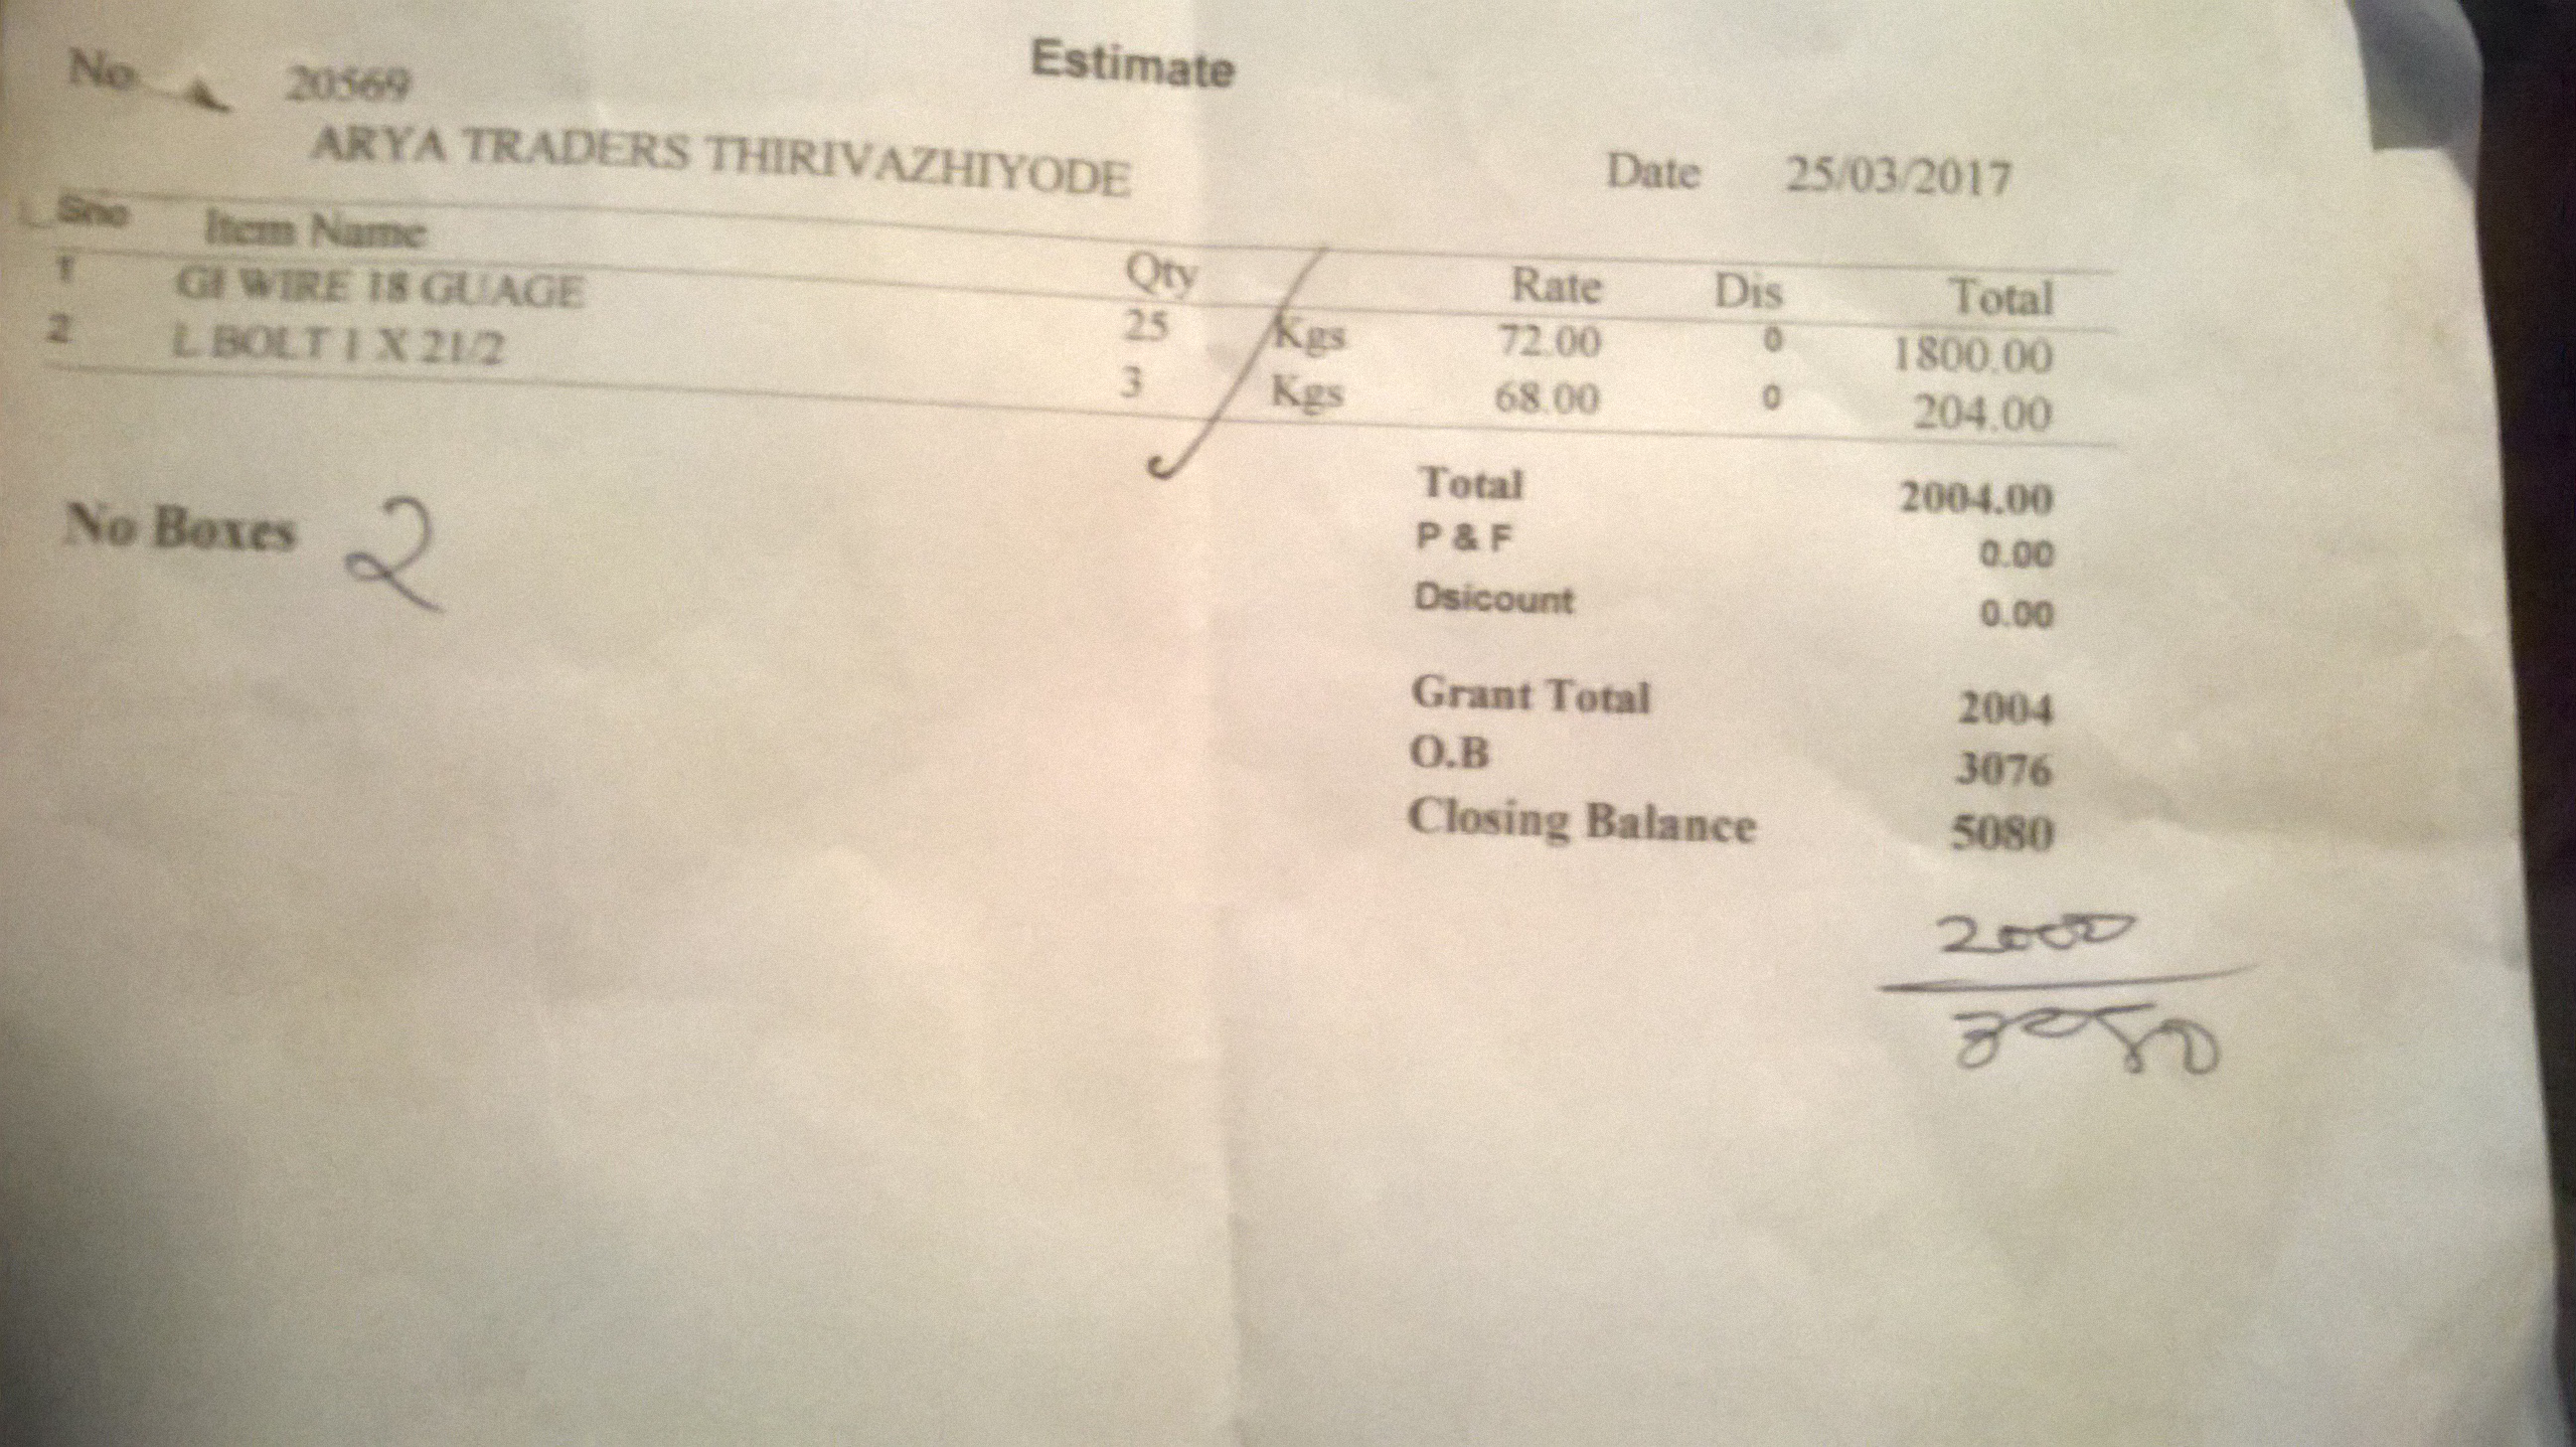 Estimate
No 20569
ARYA TRADERS THIRIVAZHIYODE
Date 25/03/2017
Sno Item Name Qty Rate Dis Total
1 GI WIRE 18 GUAGE 25 Kgs 72.00 0 1800.00
2 L BOLT 1 X 21/2 3 Kgs 68.00 0 204.00
Total 2004.00
P & F 0.00
Dsicount 0.00
No Boxes 2
Grant Total 2004
O.B 3076
Closing Balance 5080
2000
3080